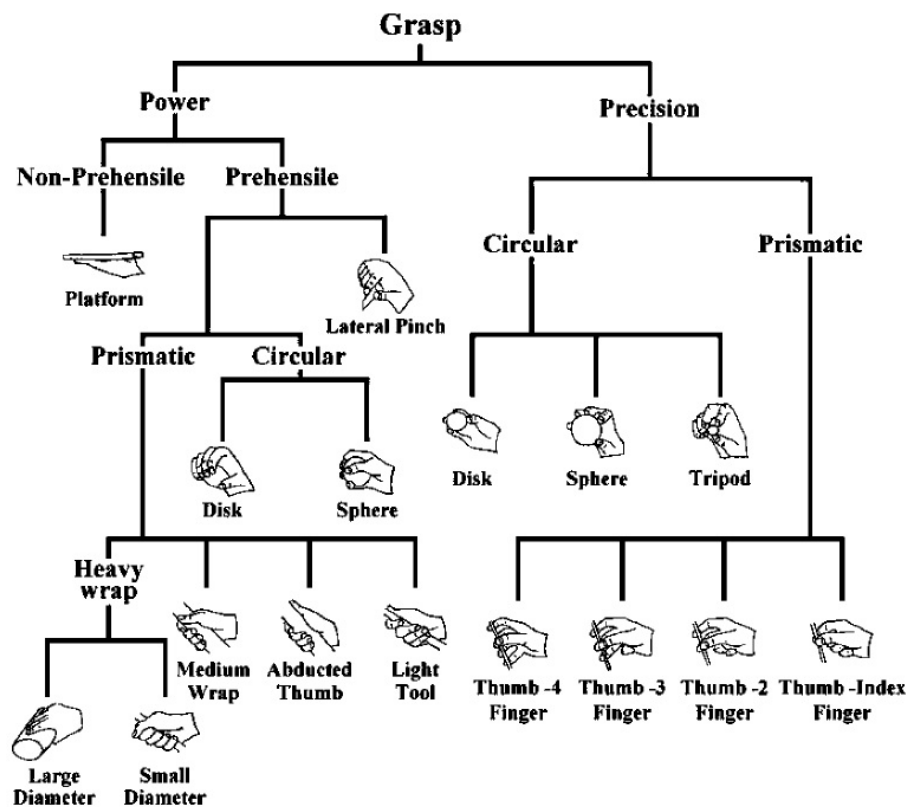 Grasp
Power
Precision
Non-Prehensile
Prehensile
Circular
Prismatic
Platform
Lateral Pinch
Prismatic
Circular
Disk
Sphere
Tripod
Disk
Sphere
Heavy
wrap
Medium
Wrap
Abducted
Thumb
Light
Tool
Thumb -4
Finger
Thumb -3
Finger
Thumb -2
Finger
Thumb -Index
Finger
Large
Diameter
Small
Diameter